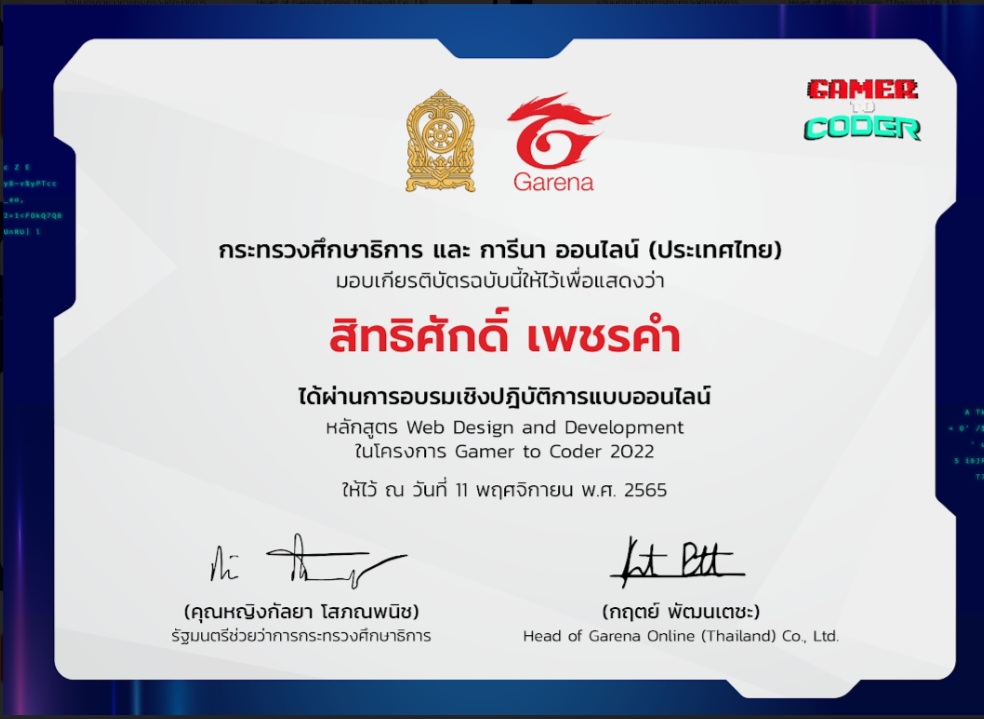 GAMER
TO
CODER
Garena
กระทรวงศึกษาธิการ และ การีนา ออนไลน์ (ประเทศไทย)
มอบเกียรติบัตรฉบับนี้ให้ไว้เพื่อแสดงว่า
สิทธิศักดิ์ เพชรคำ
ได้ผ่านการอบรมเชิงปฏิบัติการแบบออนไลน์
หลักสูตร Web Design and Development
ในโครงการ Gamer to Coder 2022
ให้ไว้ ณ วันที่ 11 พฤศจิกายน พ.ศ. 2565
(คุณหญิงกัลยา โสภณพนิช)
รัฐมนตรีช่วยว่าการกระทรวงศึกษาธิการ
(กฤตย์ พัฒนเตชะ)
Head of Garena Online (Thailand) Co., Ltd.